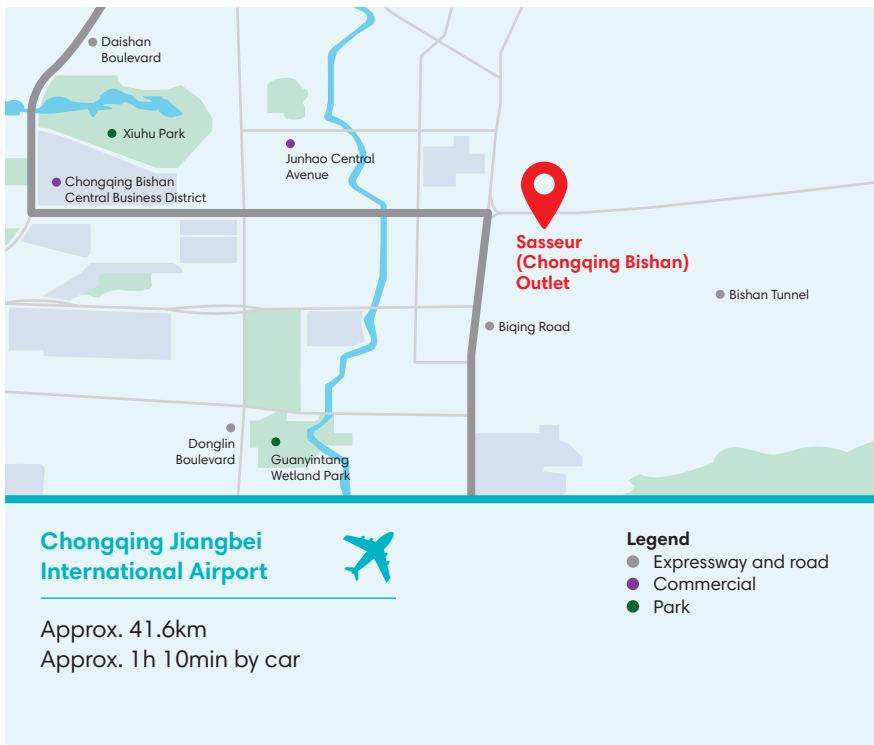 Daishan
Boulevard
Xiuhu Park
Junhao Central
Avenue
Chongqing Bishan
Central Business District
Sasseur
(Chongqing Bishan)
Outlet
Bishan Tunnel
Biqing Road
Donglin
Boulevard
Guanyintang
Wetland Park
Chongqing Jiangbei
International Airport
Approx. 41.6km
Approx. 1h 10min by car
Legend
Expressway and road
Commercial
Park